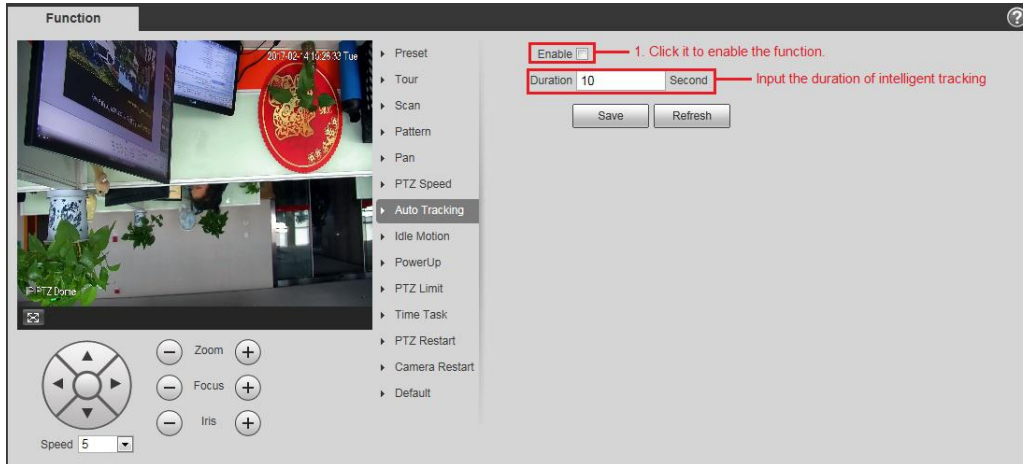 Function
2017-02-14 10:25:33 Tue
IP PTZ Dome
Preset
Tour
Scan
Pattern
Pan
PTZ Speed
Auto Tracking
Idle Motion
PowerUp
PTZ Limit
Time Task
PTZ Restart
Camera Restart
Default
Enable
1. Click it to enable the function.
Duration 10 Second
Input the duration of intelligent tracking
Save Refresh
Zoom
Focus
Iris
Speed 5